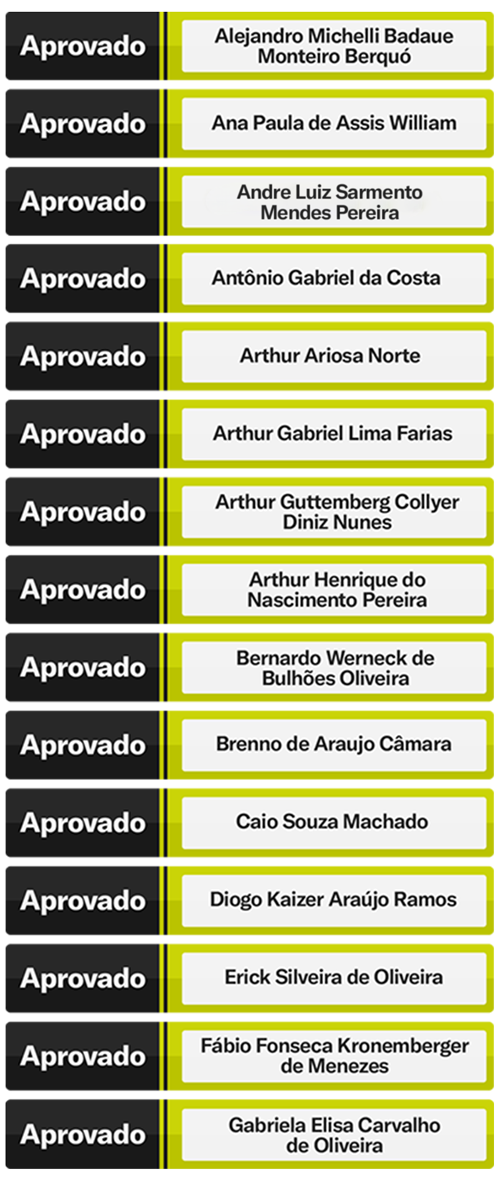 Aprovado
Alejandro Michelli Badaue
Monteiro Berquó
Aprovado
Ana Paula de Assis William
Aprovado
Andre Luiz Sarmento
Mendes Pereira
Aprovado
Antônio Gabriel da Costa
Aprovado
Arthur Ariosa Norte
Aprovado
Arthur Gabriel Lima Farias
Aprovado
Arthur Guttemberg Collyer
Diniz Nunes
Aprovado
Arthur Henrique do
Nascimento Pereira
Aprovado
Bernardo Werneck de
Bulhões Oliveira
Aprovado
Brenno de Araujo Câmara
Aprovado
Caio Souza Machado
Aprovado
Diogo Kaizer Araújo Ramos
Aprovado
Erick Silveira de Oliveira
Aprovado
Fábio Fonseca Kronemberger
de Menezes
Aprovado
Gabriela Elisa Carvalho
de Oliveira